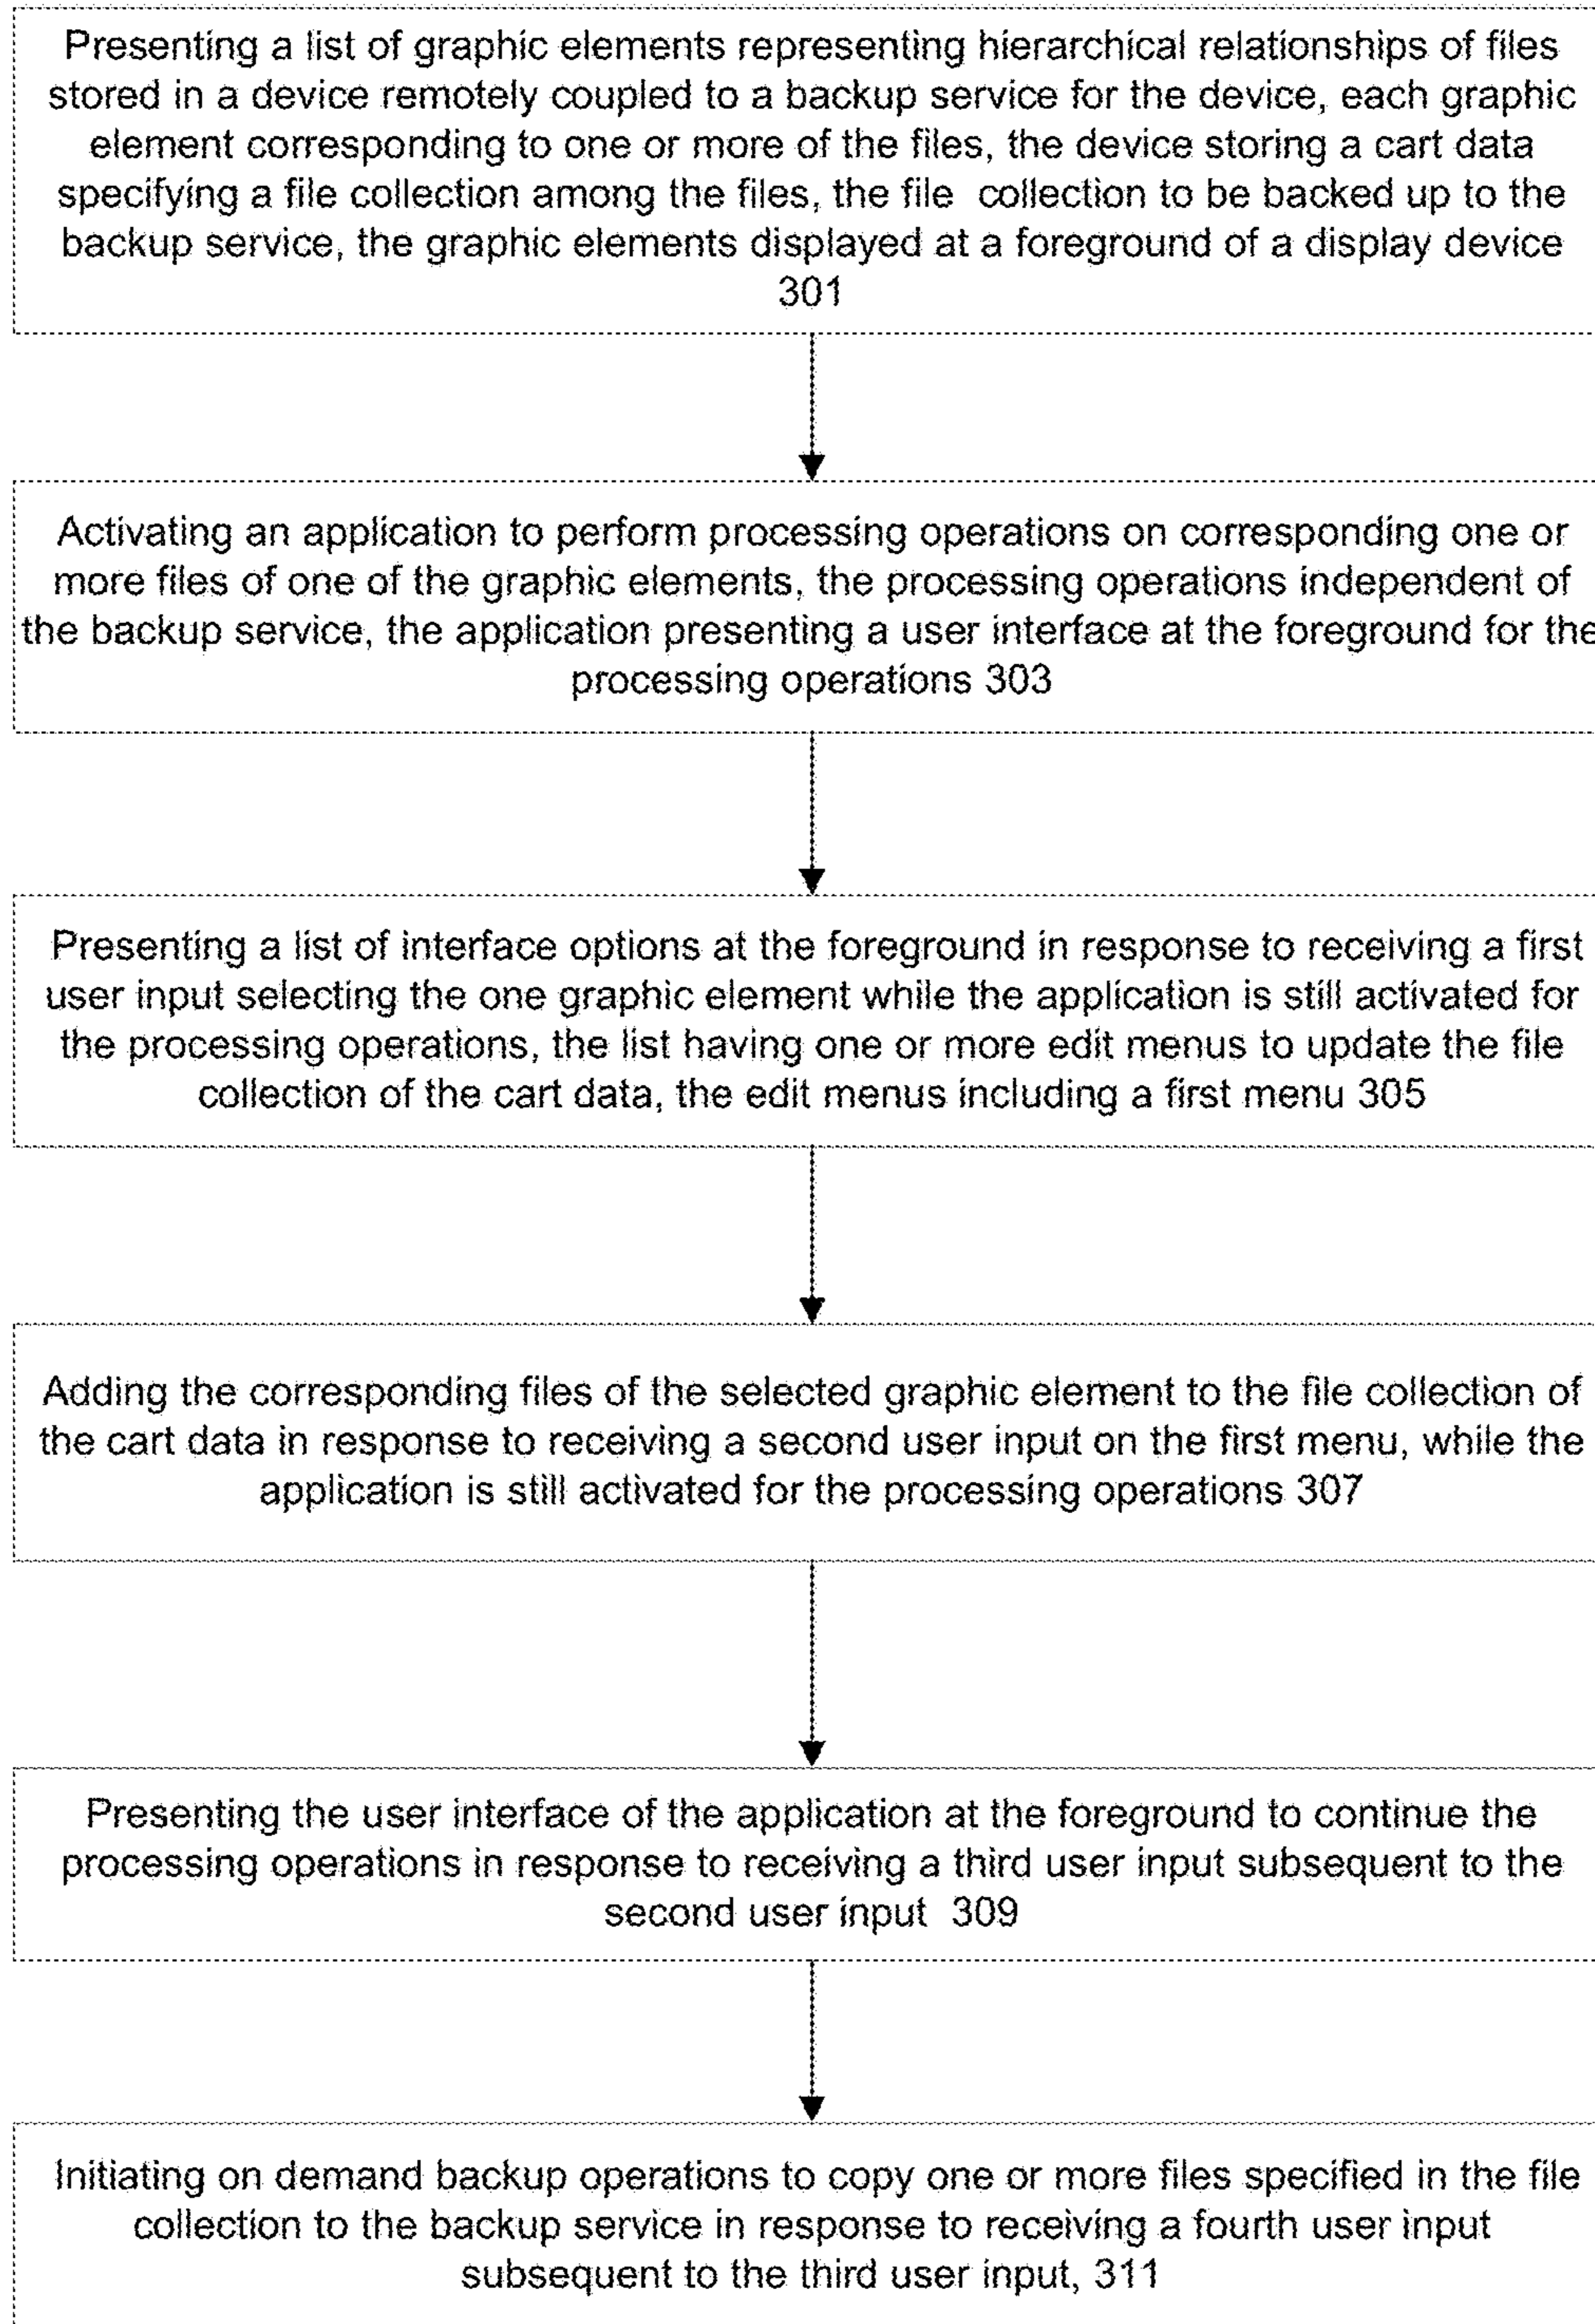 Presenting a list of graphic elements representing hierarchical relationships of files
stored in a device remotely coupled to a backup service for the device, each graphic
element corresponding to one or more of the files, the device storing a cart data
specifying a file collection among the files, the file collection to be backed up to the
backup service, the graphic elements displayed at a foreground of a display device
301
Activating an application to perform processing operations on corresponding one or
more files of one of the graphic elements, the processing operations independent of
the backup service, the application presenting a user interface at the foreground for the
processing operations 303
Presenting a list of interface options at the foreground in response to receiving a first
user input selecting the one graphic element while the application is still activated for
the processing operations, the list having one or more edit menus to update the file
collection of the cart data, the edit menus including a first menu 305
Adding the corresponding files of the selected graphic element to the file collection of
the cart data in response to receiving a second user input on the first menu, while the
application is still activated for the processing operations 307
Presenting the user interface of the application at the foreground to continue the
processing operations in response to receiving a third user input subsequent to the
second user input 309
Initiating on demand backup operations to copy one or more files specified in the file
collection to the backup service in response to receiving a fourth user input
subsequent to the third user input, 311